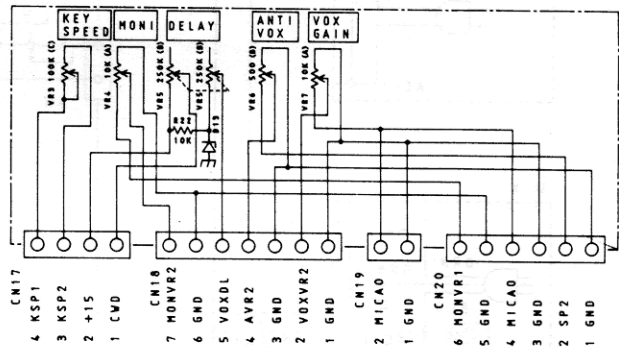 KEY
SPEED
MONI
DELAY
ANTI
VOX
VOX
GAIN
VR3 100K (C)
VR4 10K (A)
VR5 250K (B)
VR5' 250K (B)
VR6 500 (B)
VR7 10K (A)
R22
10K
D13
CN17
4 KSP1
3 KSP2
2 +15
1 CWD
CN18
7 MONVR2
6 GND
5 VOXDL
4 AVR2
3 GND
2 VOXVR2
1 GND
CN19
2 MICAO
1 GND
CN20
6 MONVR1
5 GND
4 MICAO
3 GND
2 SP2
1 GND